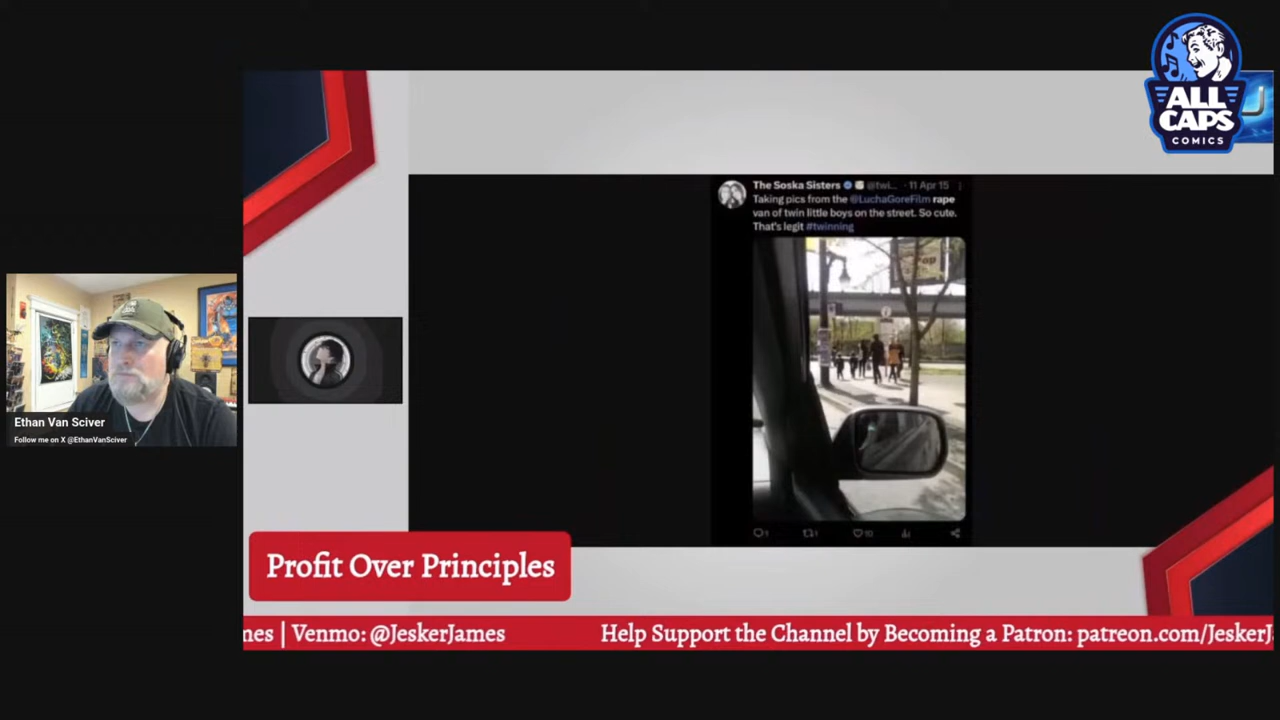 ALL
CAPS
COMICS
The Soska Sisters @twi... · 11 Apr 15
Taking pics from the @LuchaGoreFilm rape
van of twin little boys on the street. So cute.
That's legit #twinning
Ethan Van Sciver
Follow me on X @EthanVanSciver
Profit Over Principles
mes | Venmo: @JeskerJames
Help Support the Channel by Becoming a Patron: patreon.com/JeskerJ